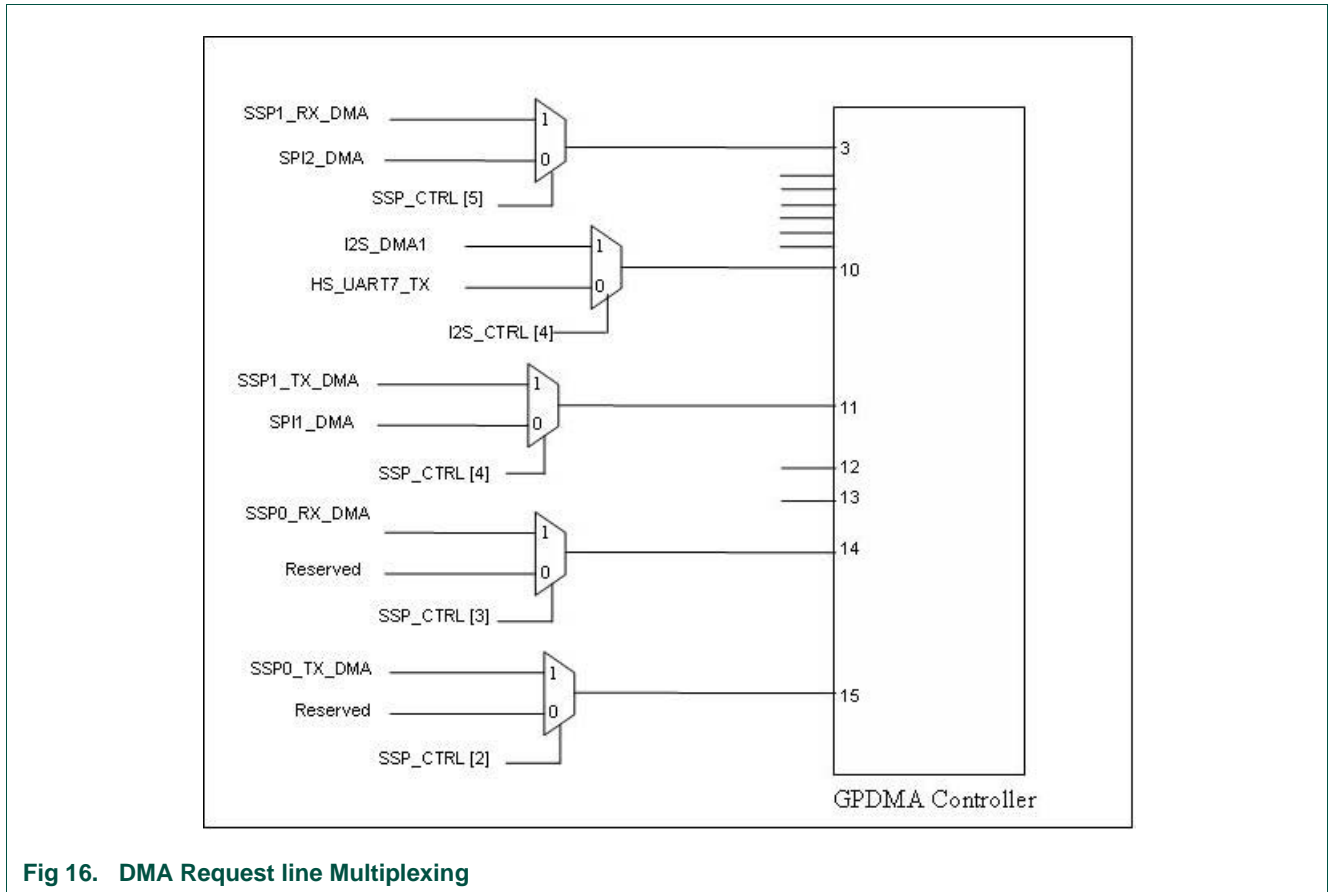 SSP1_RX_DMA
1
3
SPI2_DMA
0
SSP_CTRL [5]
I2S_DMA1
1
10
HS_UART7_TX
0
I2S_CTRL [4]
SSP1_TX_DMA
1
11
SPI1_DMA
0
SSP_CTRL [4]
12
13
SSP0_RX_DMA
1
14
Reserved
0
SSP_CTRL [3]
SSP0_TX_DMA
1
15
Reserved
0
SSP_CTRL [2]
GPDMA Controller
Fig 16. DMA Request line Multiplexing